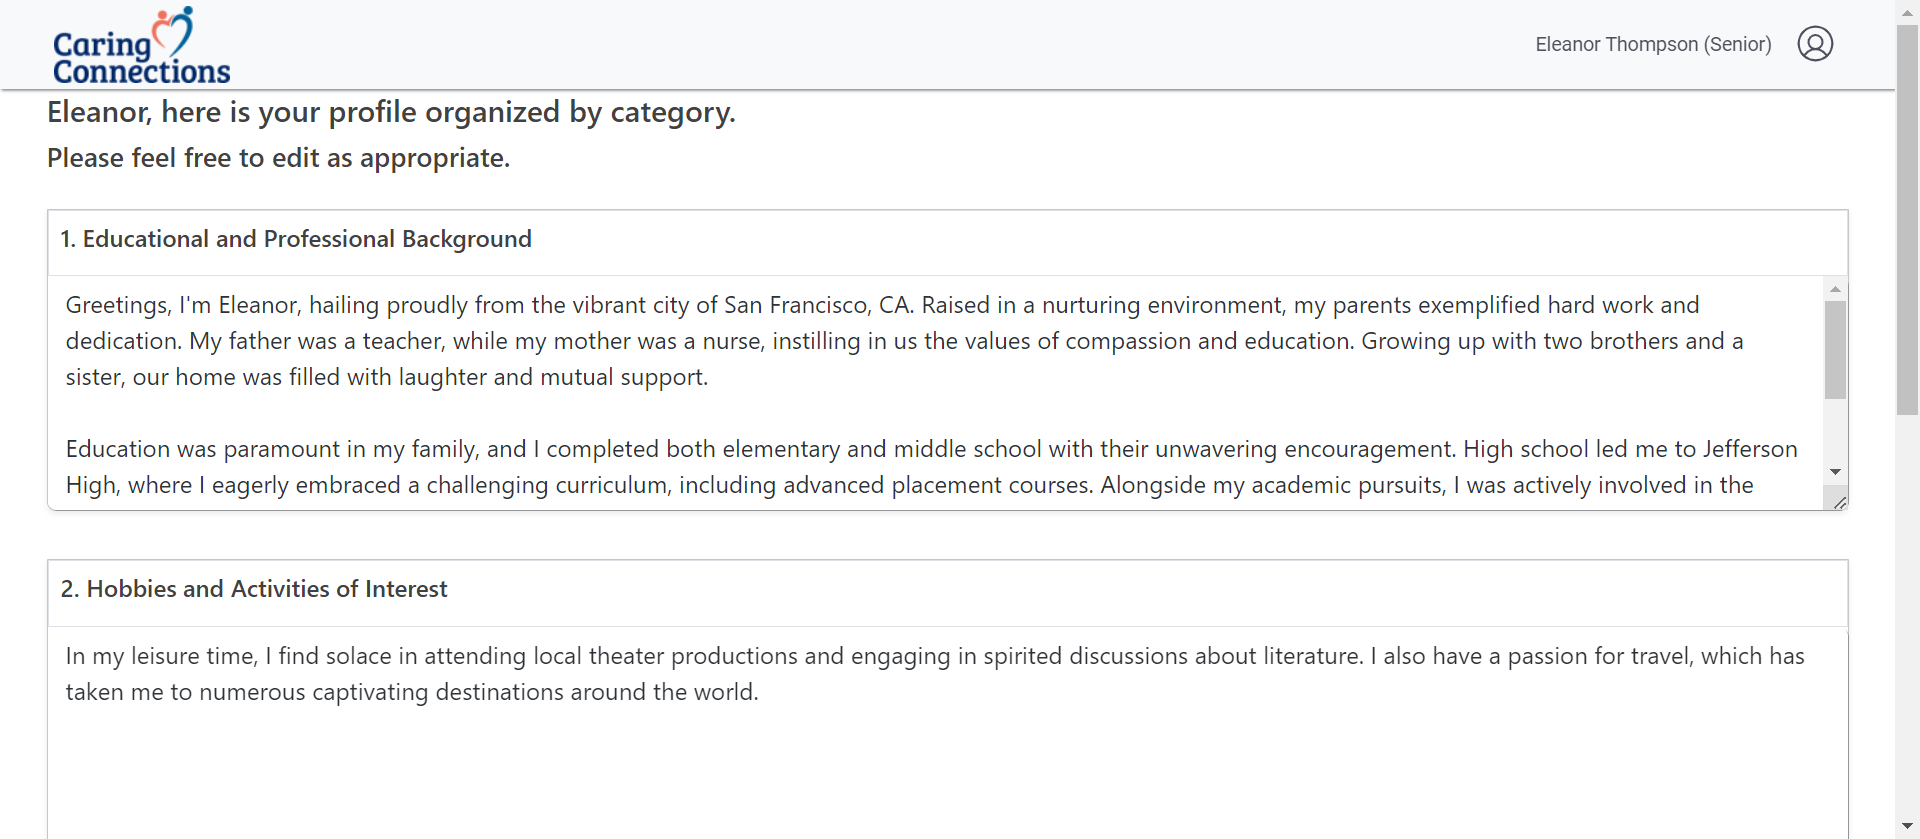 Caring
Connections
Eleanor Thompson (Senior)
Eleanor, here is your profile organized by category.
Please feel free to edit as appropriate.
1. Educational and Professional Background
Greetings, I'm Eleanor, hailing proudly from the vibrant city of San Francisco, CA. Raised in a nurturing environment, my parents exemplified hard work and
dedication. My father was a teacher, while my mother was a nurse, instilling in us the values of compassion and education. Growing up with two brothers and a
sister, our home was filled with laughter and mutual support.
Education was paramount in my family, and I completed both elementary and middle school with their unwavering encouragement. High school led me to Jefferson
High, where I eagerly embraced a challenging curriculum, including advanced placement courses. Alongside my academic pursuits, I was actively involved in the
2. Hobbies and Activities of Interest
In my leisure time, I find solace in attending local theater productions and engaging in spirited discussions about literature. I also have a passion for travel, which has
taken me to numerous captivating destinations around the world.